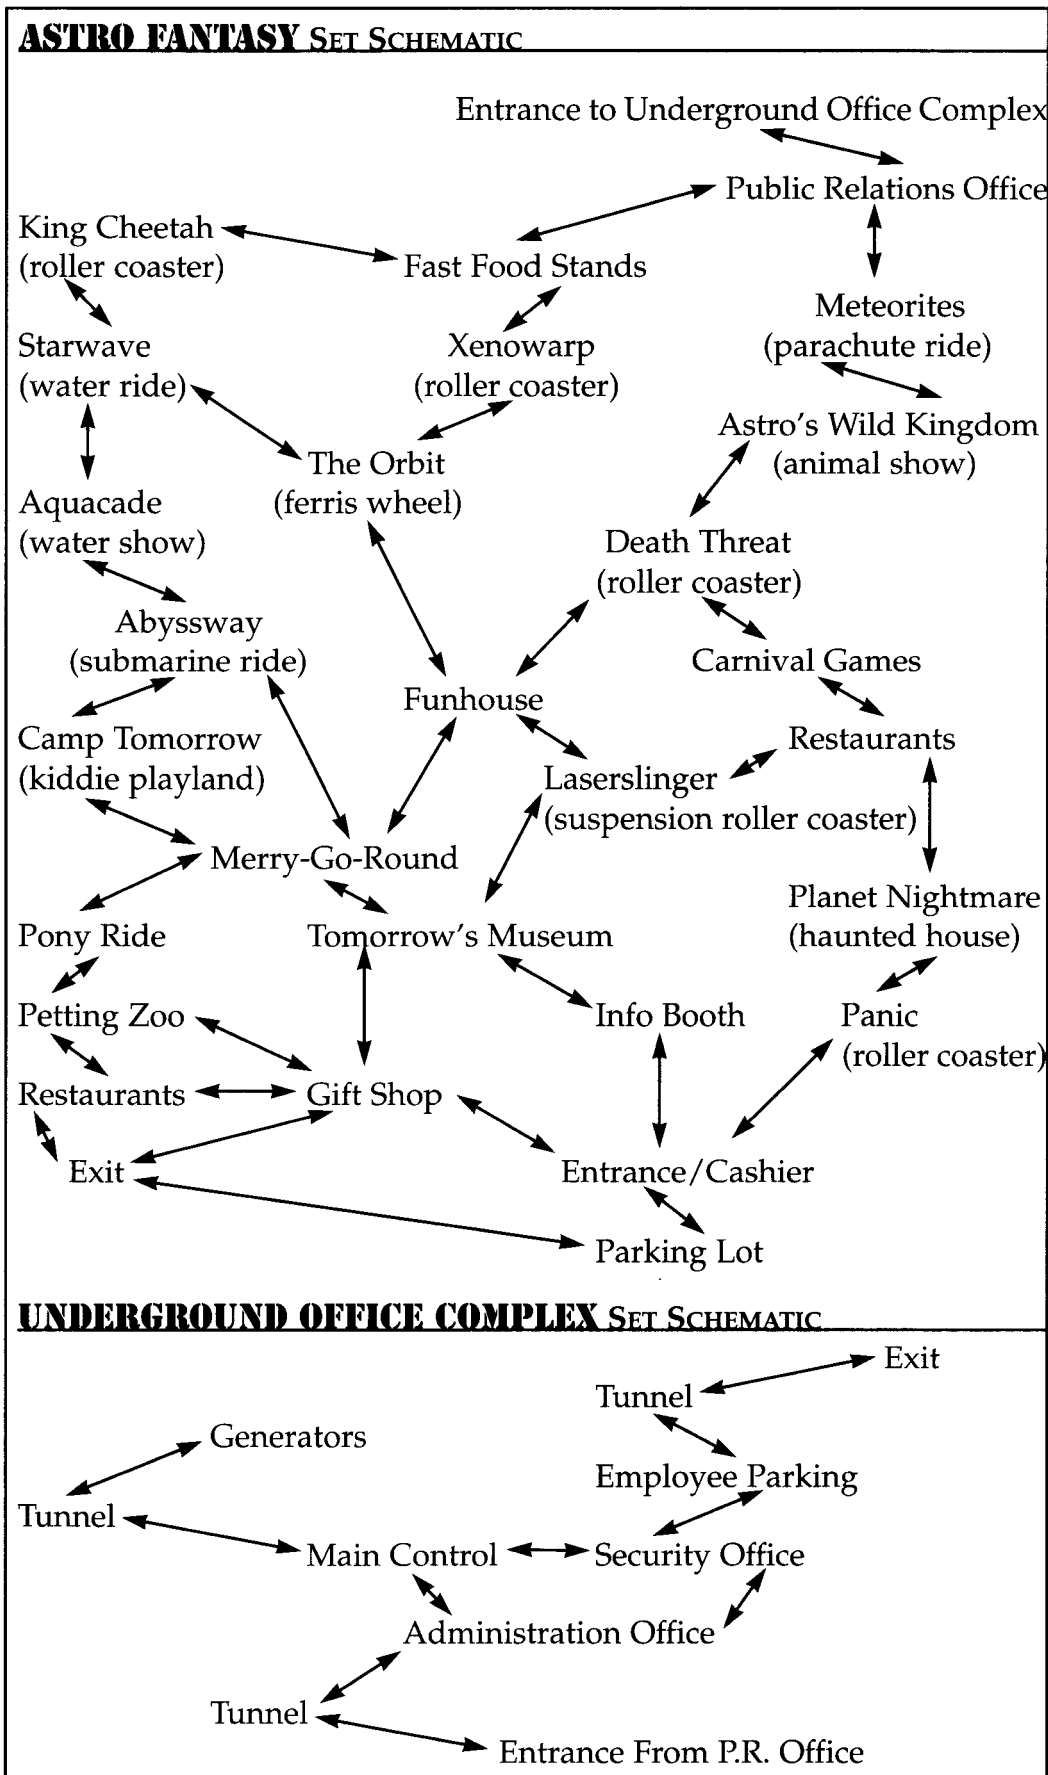 ASTRO FANTASY SET SCHEMATIC
Entrance to Underground Office Complex
Public Relations Office
King Cheetah
(roller coaster)
Fast Food Stands
Meteorites
(parachute ride)
Starwave
(water ride)
Xenowarp
(roller coaster)
Astro's Wild Kingdom
(animal show)
The Orbit
(ferris wheel)
Aquacade
(water show)
Death Threat
(roller coaster)
Abyssway
(submarine ride)
Carnival Games
Funhouse
Camp Tomorrow
(kiddie playland)
Restaurants
Laserslinger
(suspension roller coaster)
Merry-Go-Round
Planet Nightmare
(haunted house)
Pony Ride
Tomorrow's Museum
Petting Zoo
Info Booth
Panic
(roller coaster)
Restaurants
Gift Shop
Exit
Entrance/Cashier
Parking Lot
UNDERGROUND OFFICE COMPLEX SET SCHEMATIC
Exit
Tunnel
Generators
Employee Parking
Tunnel
Main Control
Security Office
Administration Office
Tunnel
Entrance From P.R. Office